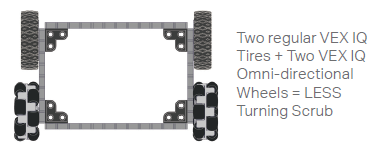 Two regular VEX IQ
Tires + Two VEX IQ
Omni-directional
Wheels = LESS
Turning Scrub